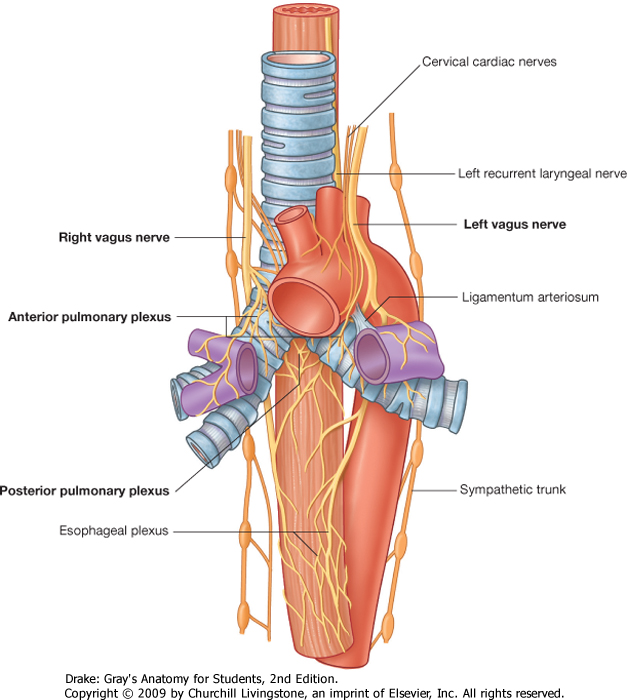 Cervical cardiac nerves
Left recurrent laryngeal nerve
Left vagus nerve
Right vagus nerve
Ligamentum arteriosum
Anterior pulmonary plexus
Posterior pulmonary plexus
Sympathetic trunk
Esophageal plexus
Drake: Gray's Anatomy for Students, 2nd Edition.
Copyright © 2009 by Churchill Livingstone, an imprint of Elsevier, Inc. All rights reserved.